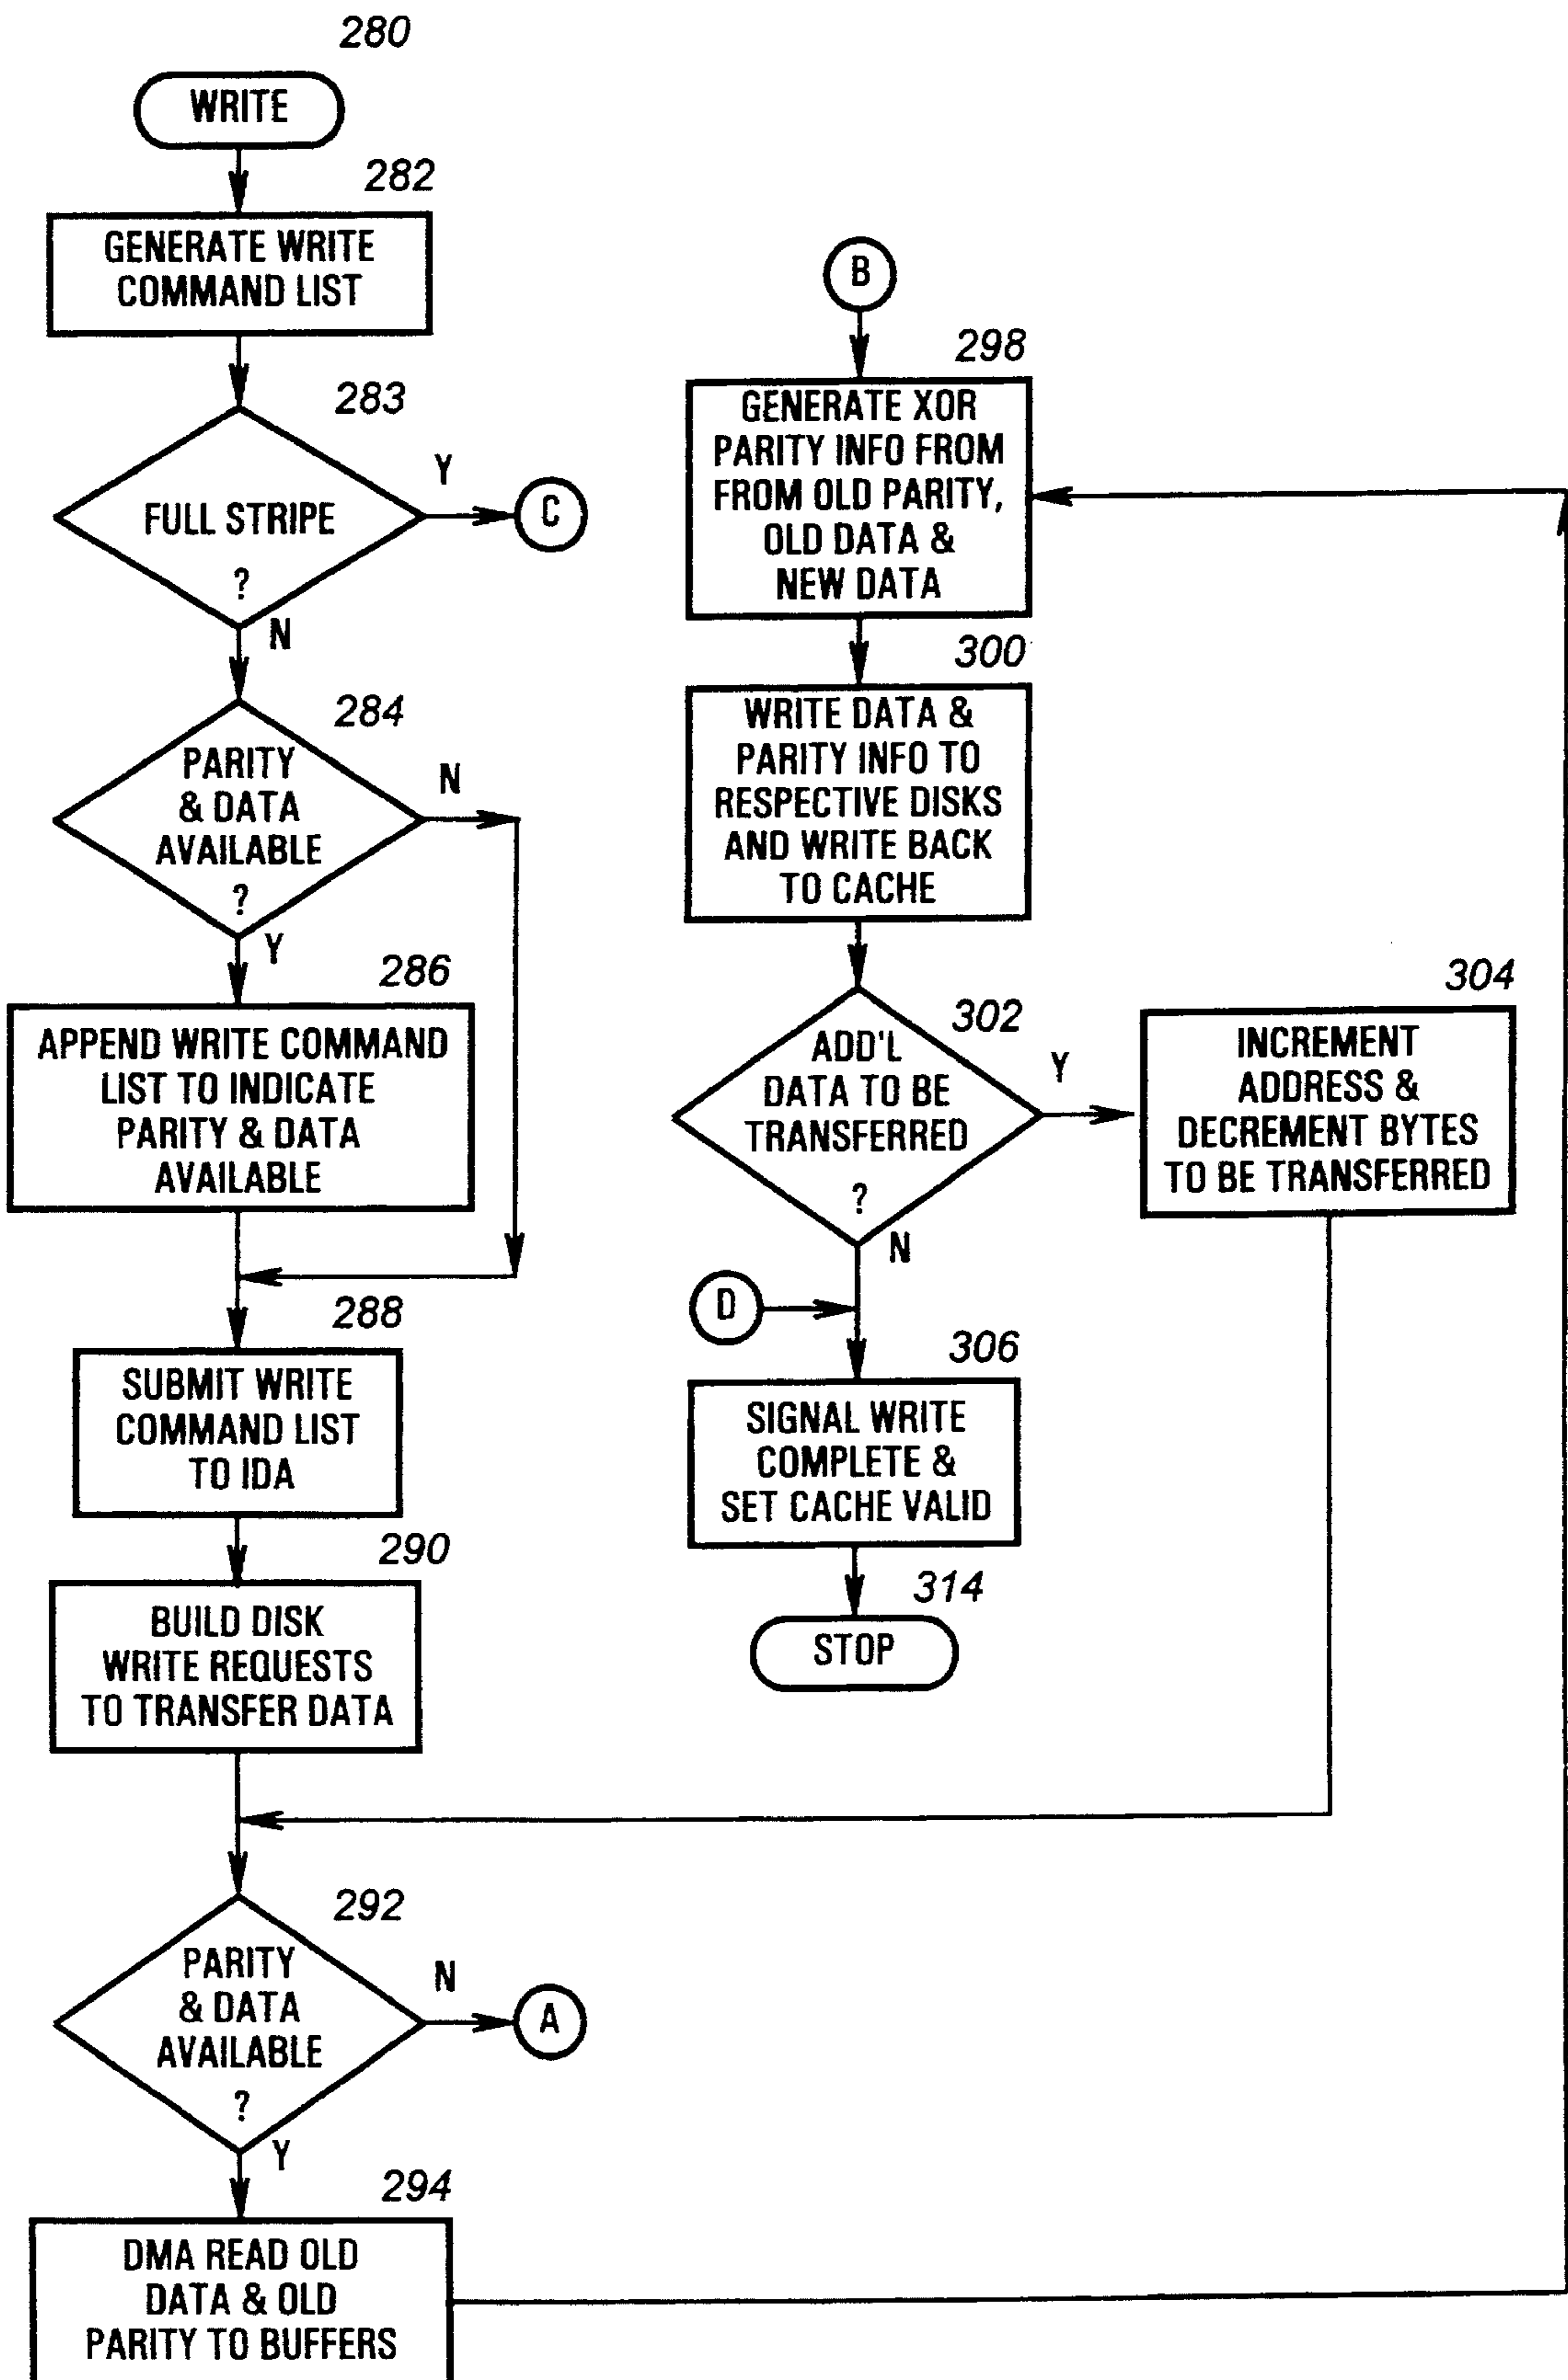 280
WRITE
282
GENERATE WRITE
COMMAND LIST
283
FULL STRIPE
?
Y
C
N
284
PARITY
& DATA
AVAILABLE
?
N
Y
286
APPEND WRITE COMMAND
LIST TO INDICATE
PARITY & DATA
AVAILABLE
288
SUBMIT WRITE
COMMAND LIST
TO IDA
290
BUILD DISK
WRITE REQUESTS
TO TRANSFER DATA
292
PARITY
& DATA
AVAILABLE
?
N
A
Y
294
DMA READ OLD
DATA & OLD
PARITY TO BUFFERS
B
298
GENERATE XOR
PARITY INFO FROM
FROM OLD PARITY,
OLD DATA &
NEW DATA
300
WRITE DATA &
PARITY INFO TO
RESPECTIVE DISKS
AND WRITE BACK
TO CACHE
302
ADD'L
DATA TO BE
TRANSFERRED
?
Y
N
304
INCREMENT
ADDRESS &
DECREMENT BYTES
TO BE TRANSFERRED
D
306
SIGNAL WRITE
COMPLETE &
SET CACHE VALID
314
STOP